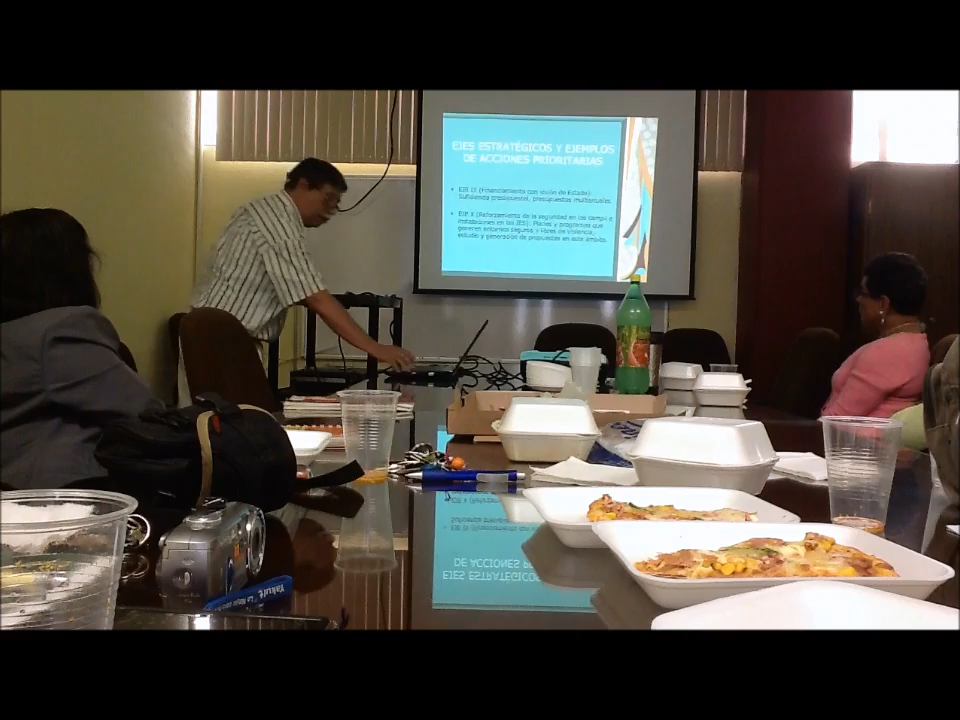 EJES ESTRATÉGICOS Y EJEMPLOS
DE ACCIONES PRIORITARIAS
EJE IX (Financiamiento con visión de Estado):
Suficiencia presupuestal, presupuestos multianuales.
EJE X (Reforzamiento de la seguridad en los campi e
instalaciones en las IES): Planes y programas que
generen entornos seguros y libres de violencia,
estudio y generación de propuestas en este ámbito.
Yakult